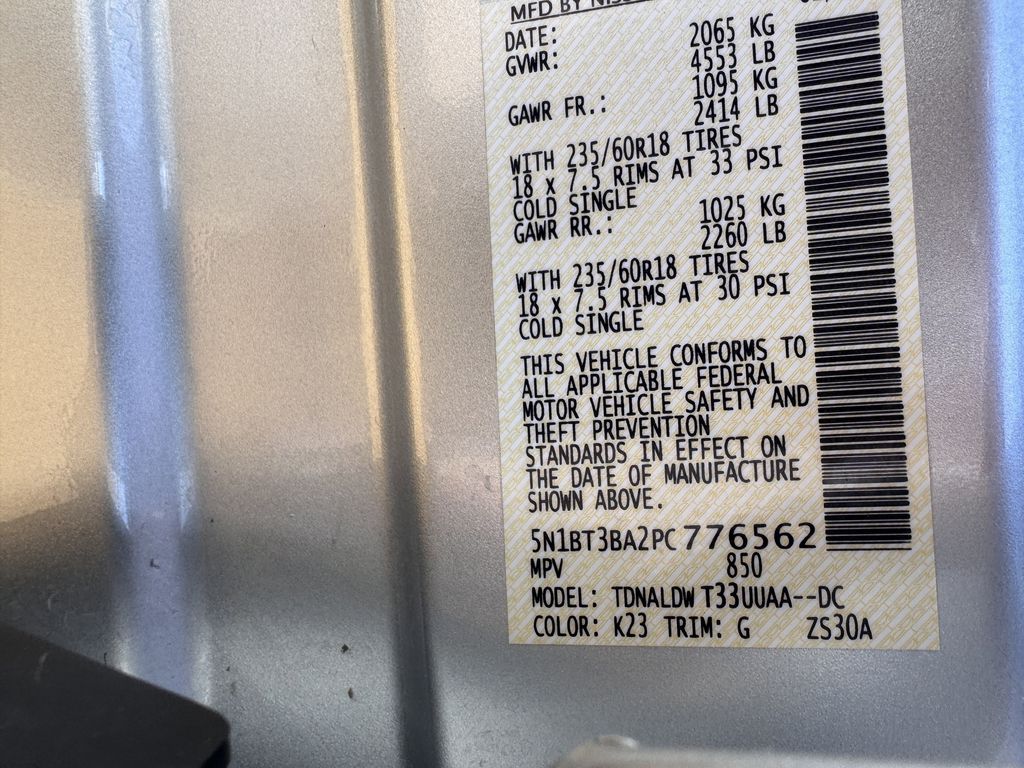 MFD BY
DATE:
GVWR: 2065 KG
4553 LB
1095 KG
GAWR FR.: 2414 LB
WITH 235/60R18 TIRES
18 x 7.5 RIMS AT 33 PSI
COLD SINGLE
GAWR RR.: 1025 KG
2260 LB
WITH 235/60R18 TIRES
18 x 7.5 RIMS AT 30 PSI
COLD SINGLE
THIS VEHICLE CONFORMS TO
ALL APPLICABLE FEDERAL
MOTOR VEHICLE SAFETY AND
THEFT PREVENTION
STANDARDS IN EFFECT ON
THE DATE OF MANUFACTURE
SHOWN ABOVE.
5N1BT3BA2PC776562
MPV 850
MODEL: TDNALDW T33UUAA--DC
COLOR: K23 TRIM: G ZS30A